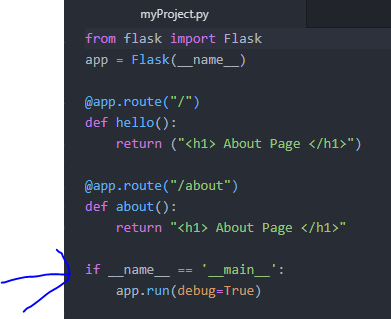 myProject.py
from flask import Flask
app = Flask(__name__)
@app.route("/")
def hello():
    return ("<h1> About Page </h1>")
@app.route("/about")
def about():
    return "<h1> About Page </h1>"
if __name__ == '__main__':
    app.run(debug=True)